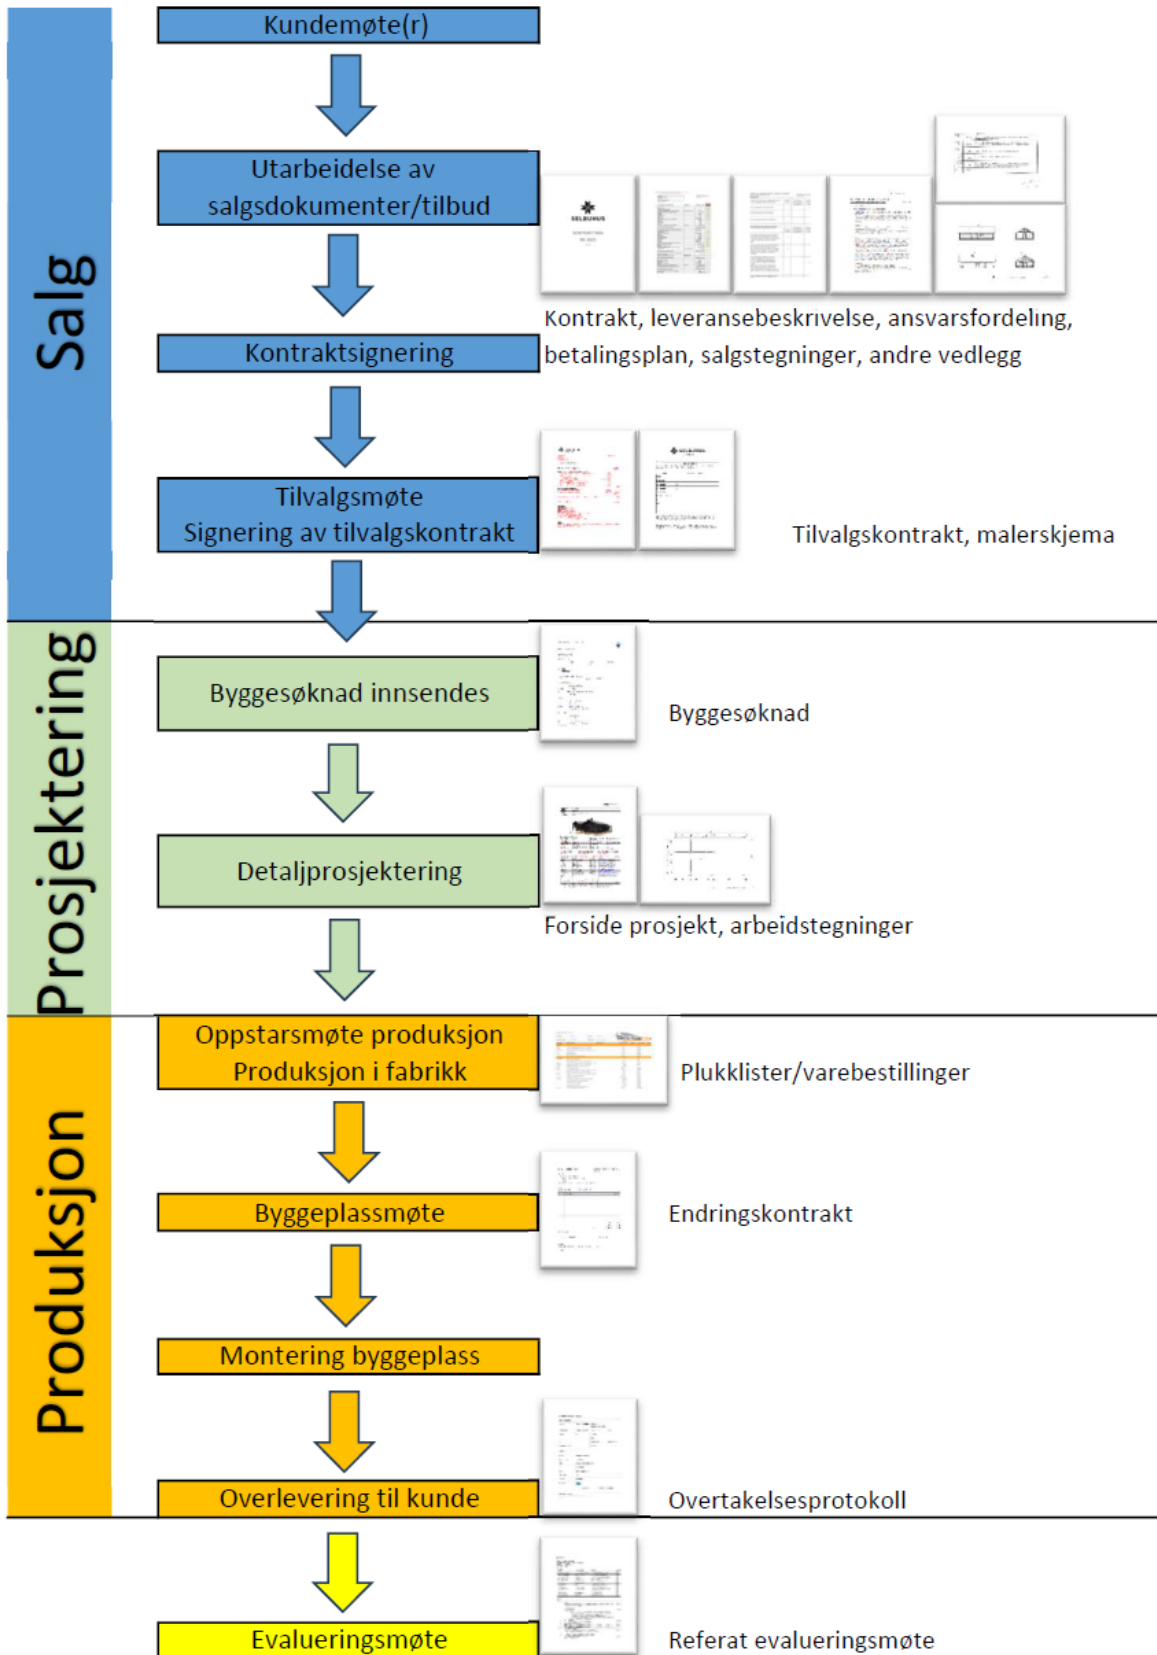 Salg
Kundemøte(r)
Utarbeidelse av
salgsdokumenter/tilbud
SELBUHUS
Kontrakt, leveransebeskrivelse, ansvarsfordeling,
betalingsplan, salgstegninger, andre vedlegg
Kontraktsignering
Tilvalgsmøte
Signering av tilvalgskontrakt
Tilvalgskontrakt, malerskjema
Prosjektering
Byggesøknad innsendes
Byggesøknad
Detaljprosjektering
Forside prosjekt, arbeidstegninger
Produksjon
Oppstarsmøte produksjon
Produksjon i fabrikk
Plukklister/varebestillinger
Byggeplassmøte
Endringskontrakt
Montering byggeplass
Overlevering til kunde
Overtakelsesprotokoll
Evalueringsmøte
Referat evalueringsmøte